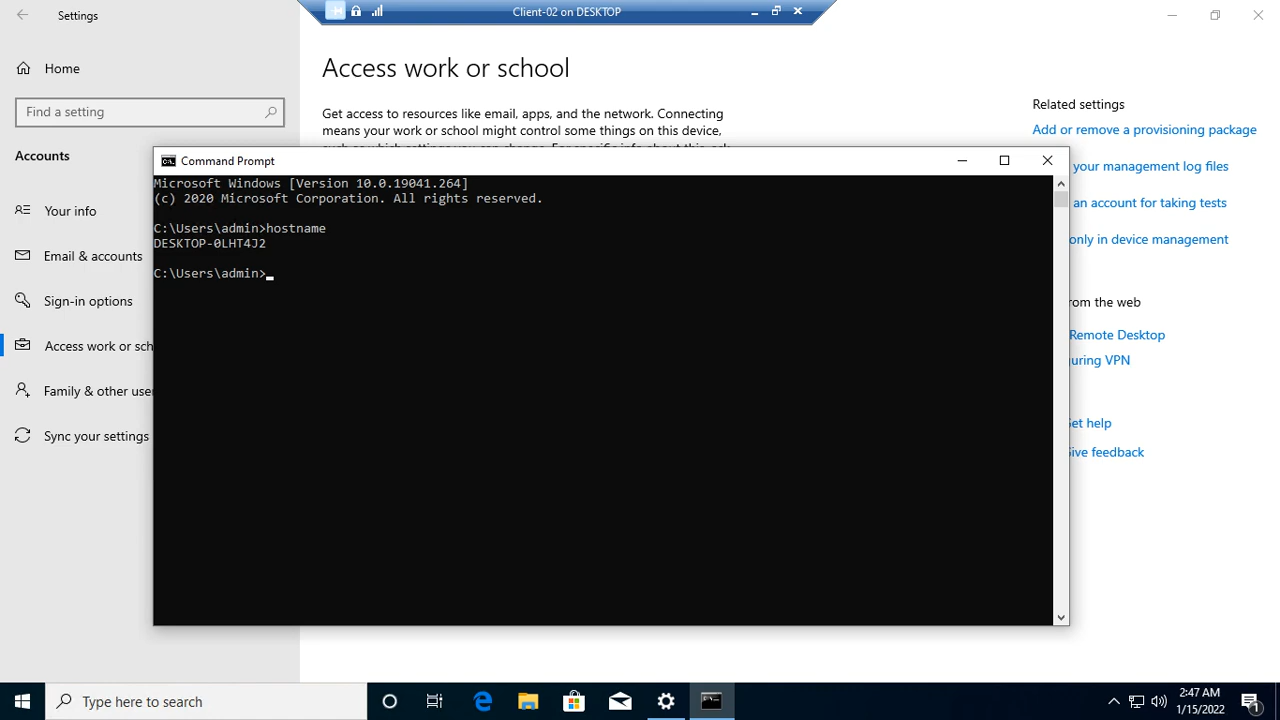 Settings
Client-02 on DESKTOP
Home
Find a setting
Accounts
Your info
Email & accounts
Sign-in options
Access work or sch
Family & other use
Sync your settings
Access work or school
Get access to resources like email, apps, and the network. Connecting
means your work or school might control some things on this device,
Related settings
Add or remove a provisioning package
your management log files
an account for taking tests
only in device management
rom the web
Remote Desktop
uring VPN
Get help
Give feedback
Command Prompt
Microsoft Windows [Version 10.0.19041.264]
(c) 2020 Microsoft Corporation. All rights reserved.
C:\Users\admin>hostname
DESKTOP-0LHT4J2
C:\Users\admin>
Type here to search
2:47 AM
1/15/2022
1